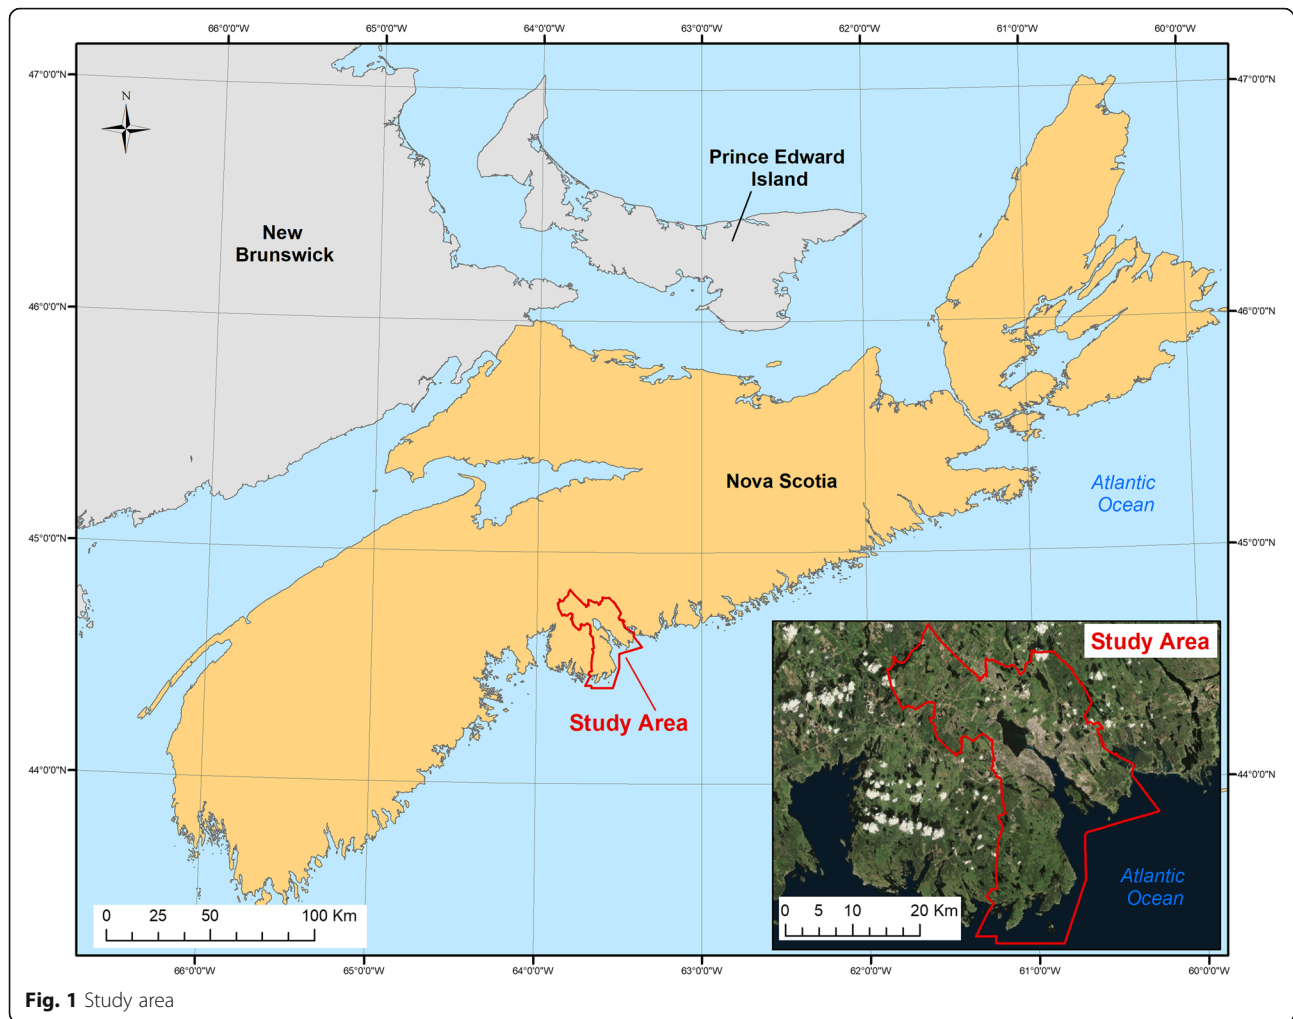 66°0'0"W 65°0'0"W 64°0'0"W 63°0'0"W 62°0'0"W 61°0'0"W 60°0'0"W
47°0'0"N 47°0'0"N
N
Prince Edward
Island
New
Brunswick
46°0'0"N 46°0'0"N
Nova Scotia
Atlantic
Ocean
45°0'0"N 45°0'0"N
Study Area
Study Area
44°0'0"N 44°0'0"N
Atlantic
Ocean
0 25 50 100 Km
0 5 10 20 Km
66°0'0"W 65°0'0"W 64°0'0"W 63°0'0"W 62°0'0"W 61°0'0"W 60°0'0"W
Fig. 1 Study area